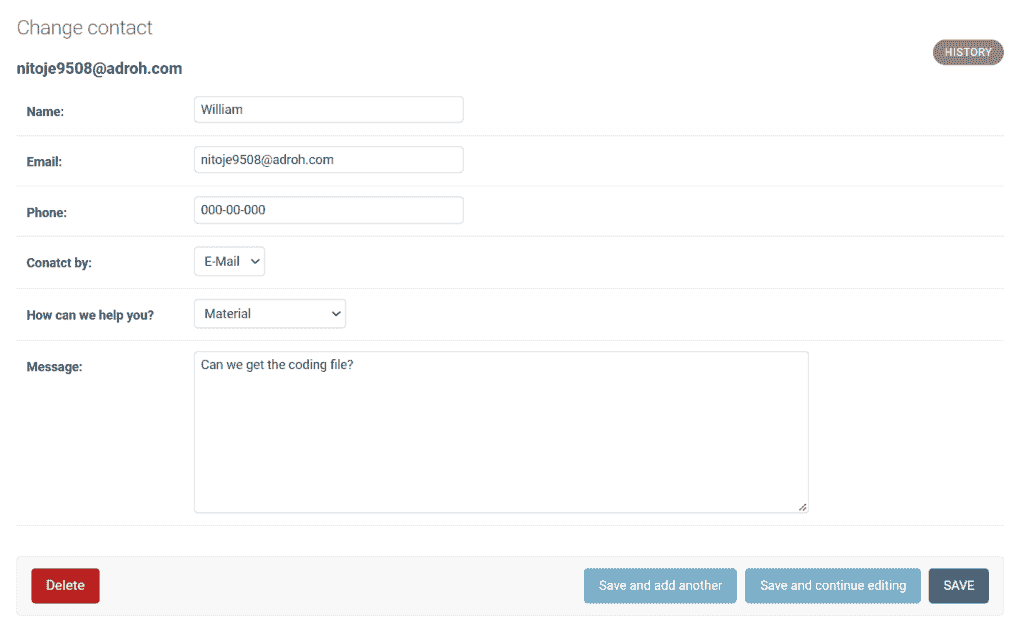 Change contact
HISTORY
nitoje9508@adroh.com
Name: William
Email: nitoje9508@adroh.com
Phone: 000-00-000
Conatct by: E-Mail
How can we help you? Material
Message: Can we get the coding file?
Delete Save and add another Save and continue editing SAVE